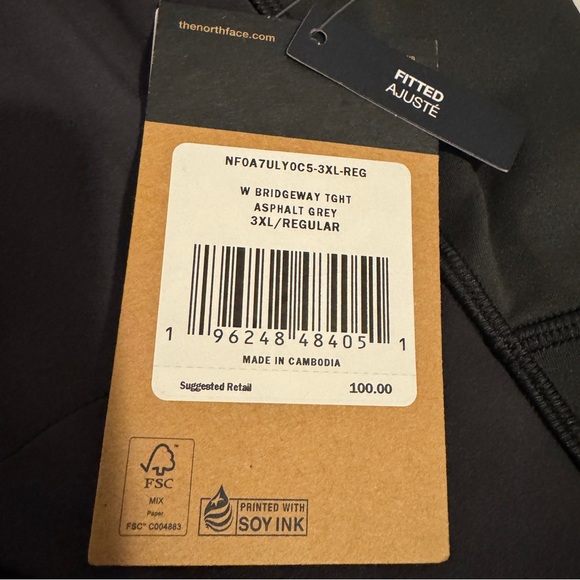 thenorthface.com
FITTED
AJUSTÉ
NF0A7ULY0C5-3XL-REG
W BRIDGEWAY TGHT
ASPHALT GREY
3XL/REGULAR
1 96248 48405 1
MADE IN CAMBODIA
Suggested Retail 100.00
FSC
MIX
Paper
FSC™ C004883
PRINTED WITH
SOY INK